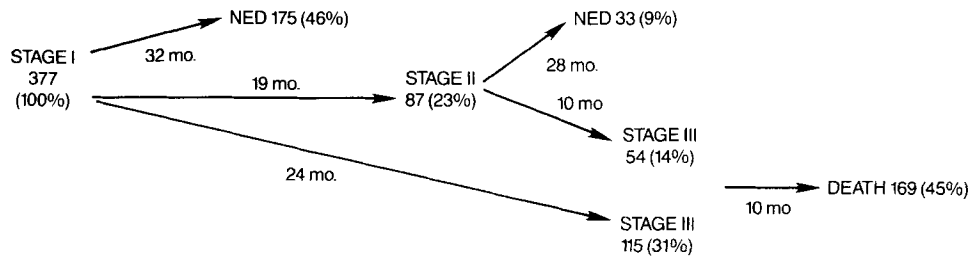 NED 175 (46%)
NED 33 (9%)
32 mo.
STAGE I
377
(100%)
19 mo.
STAGE II
87 (23%)
28 mo.
10 mo
STAGE III
54 (14%)
24 mo.
DEATH 169 (45%)
10 mo
STAGE III
115 (31%)